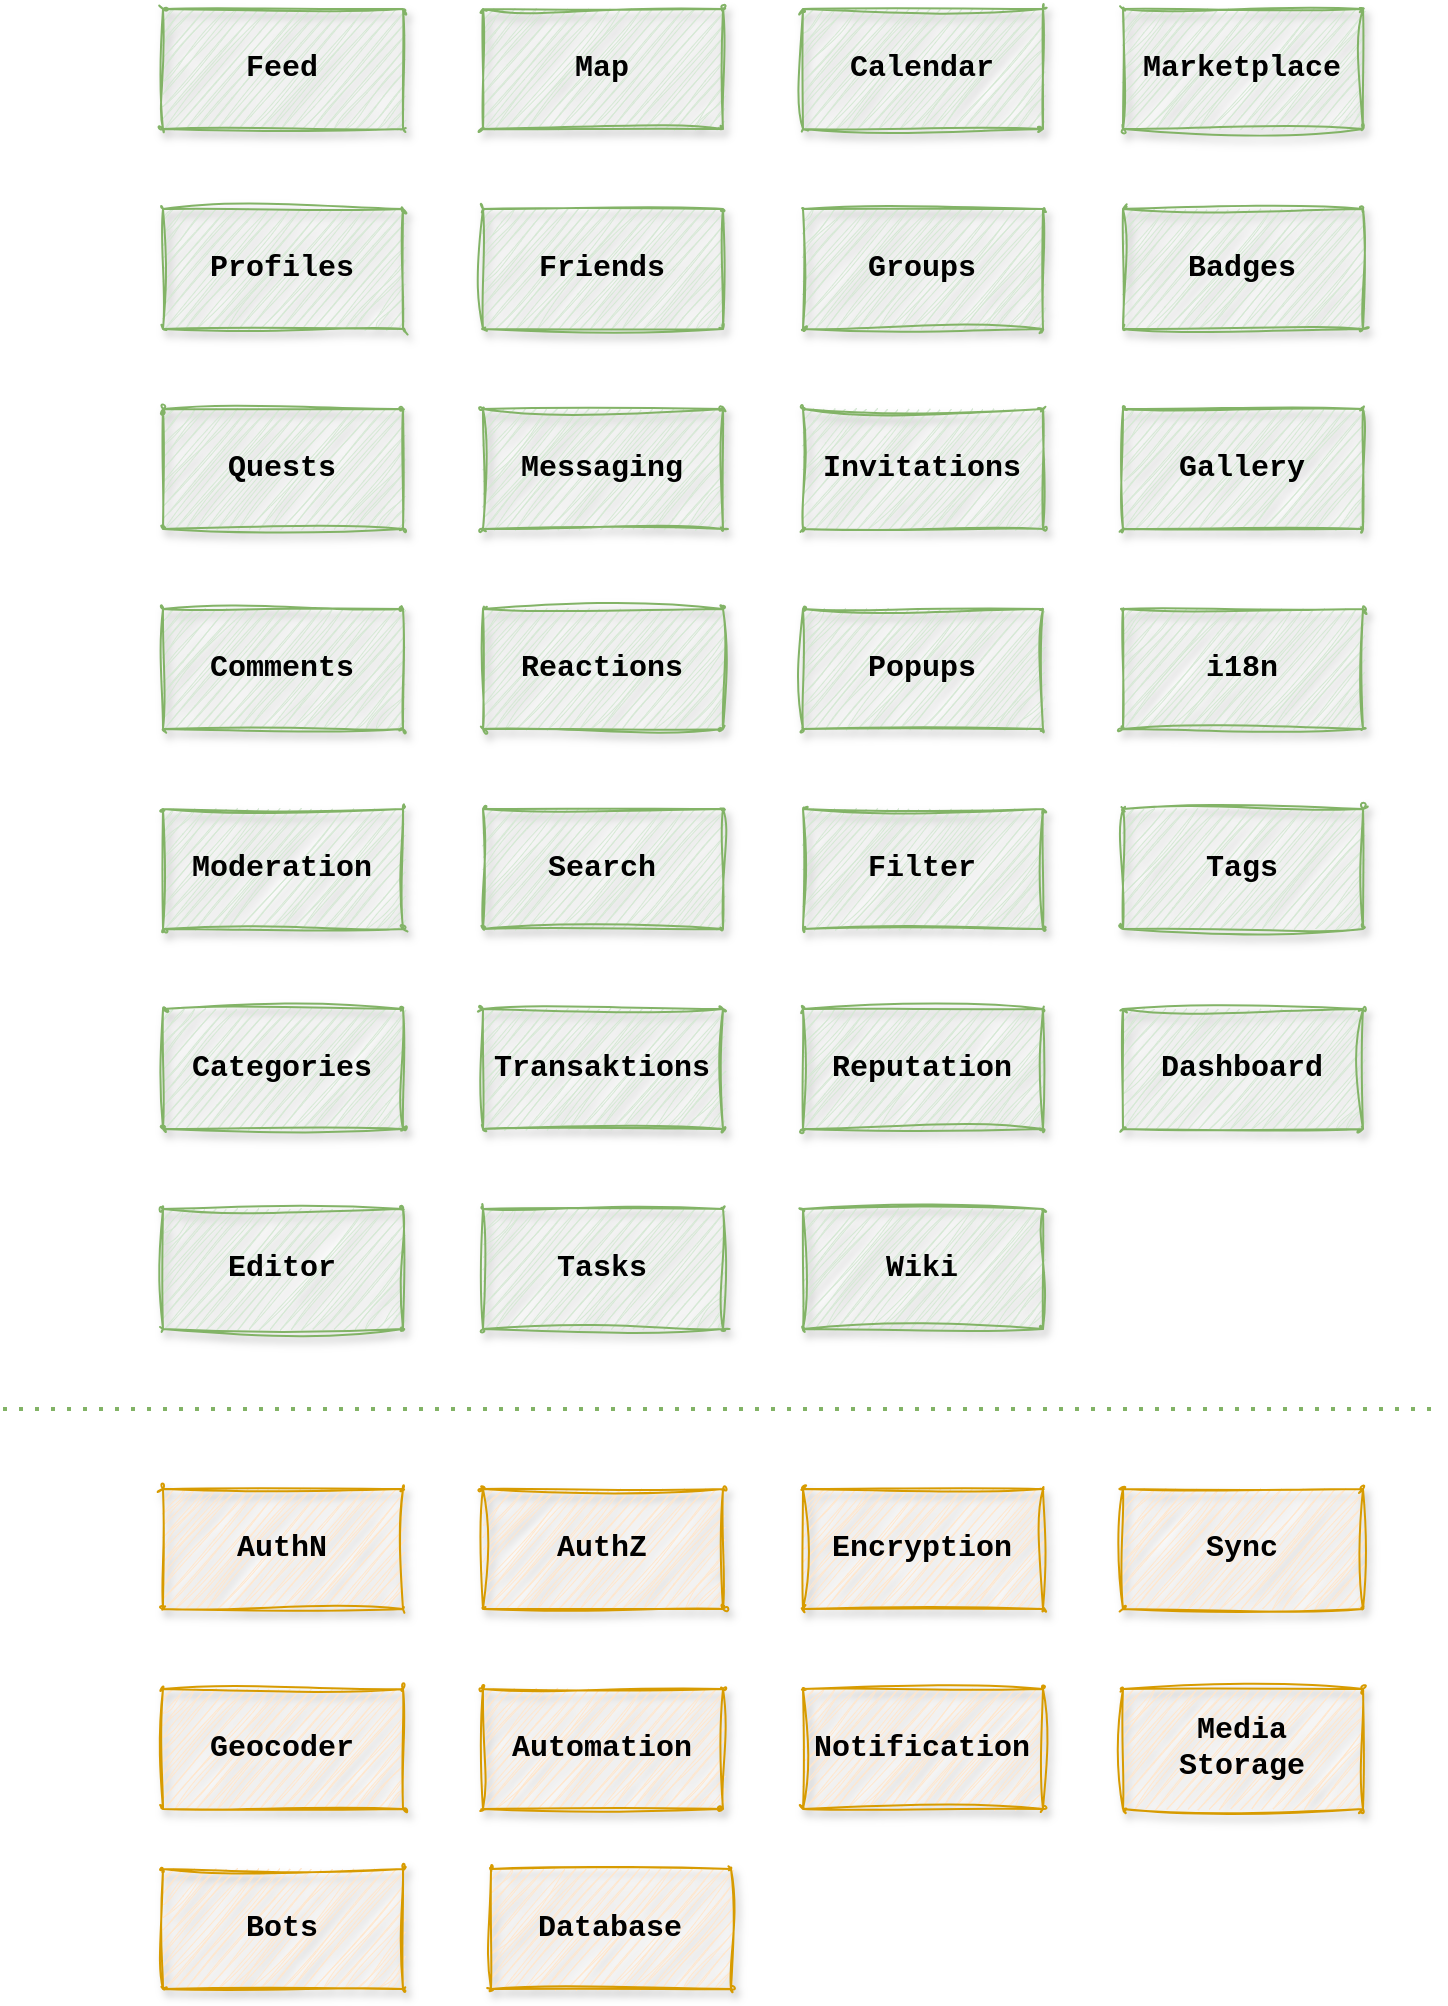 Feed
Map
Calendar
Marketplace
Profiles
Friends
Groups
Badges
Quests
Messaging
Invitations
Gallery
Comments
Reactions
Popups
i18n
Moderation
Search
Filter
Tags
Categories
Transaktions
Reputation
Dashboard
Editor
Tasks
Wiki
AuthN
AuthZ
Encryption
Sync
Geocoder
Automation
Notification
Media
Storage
Bots
Database